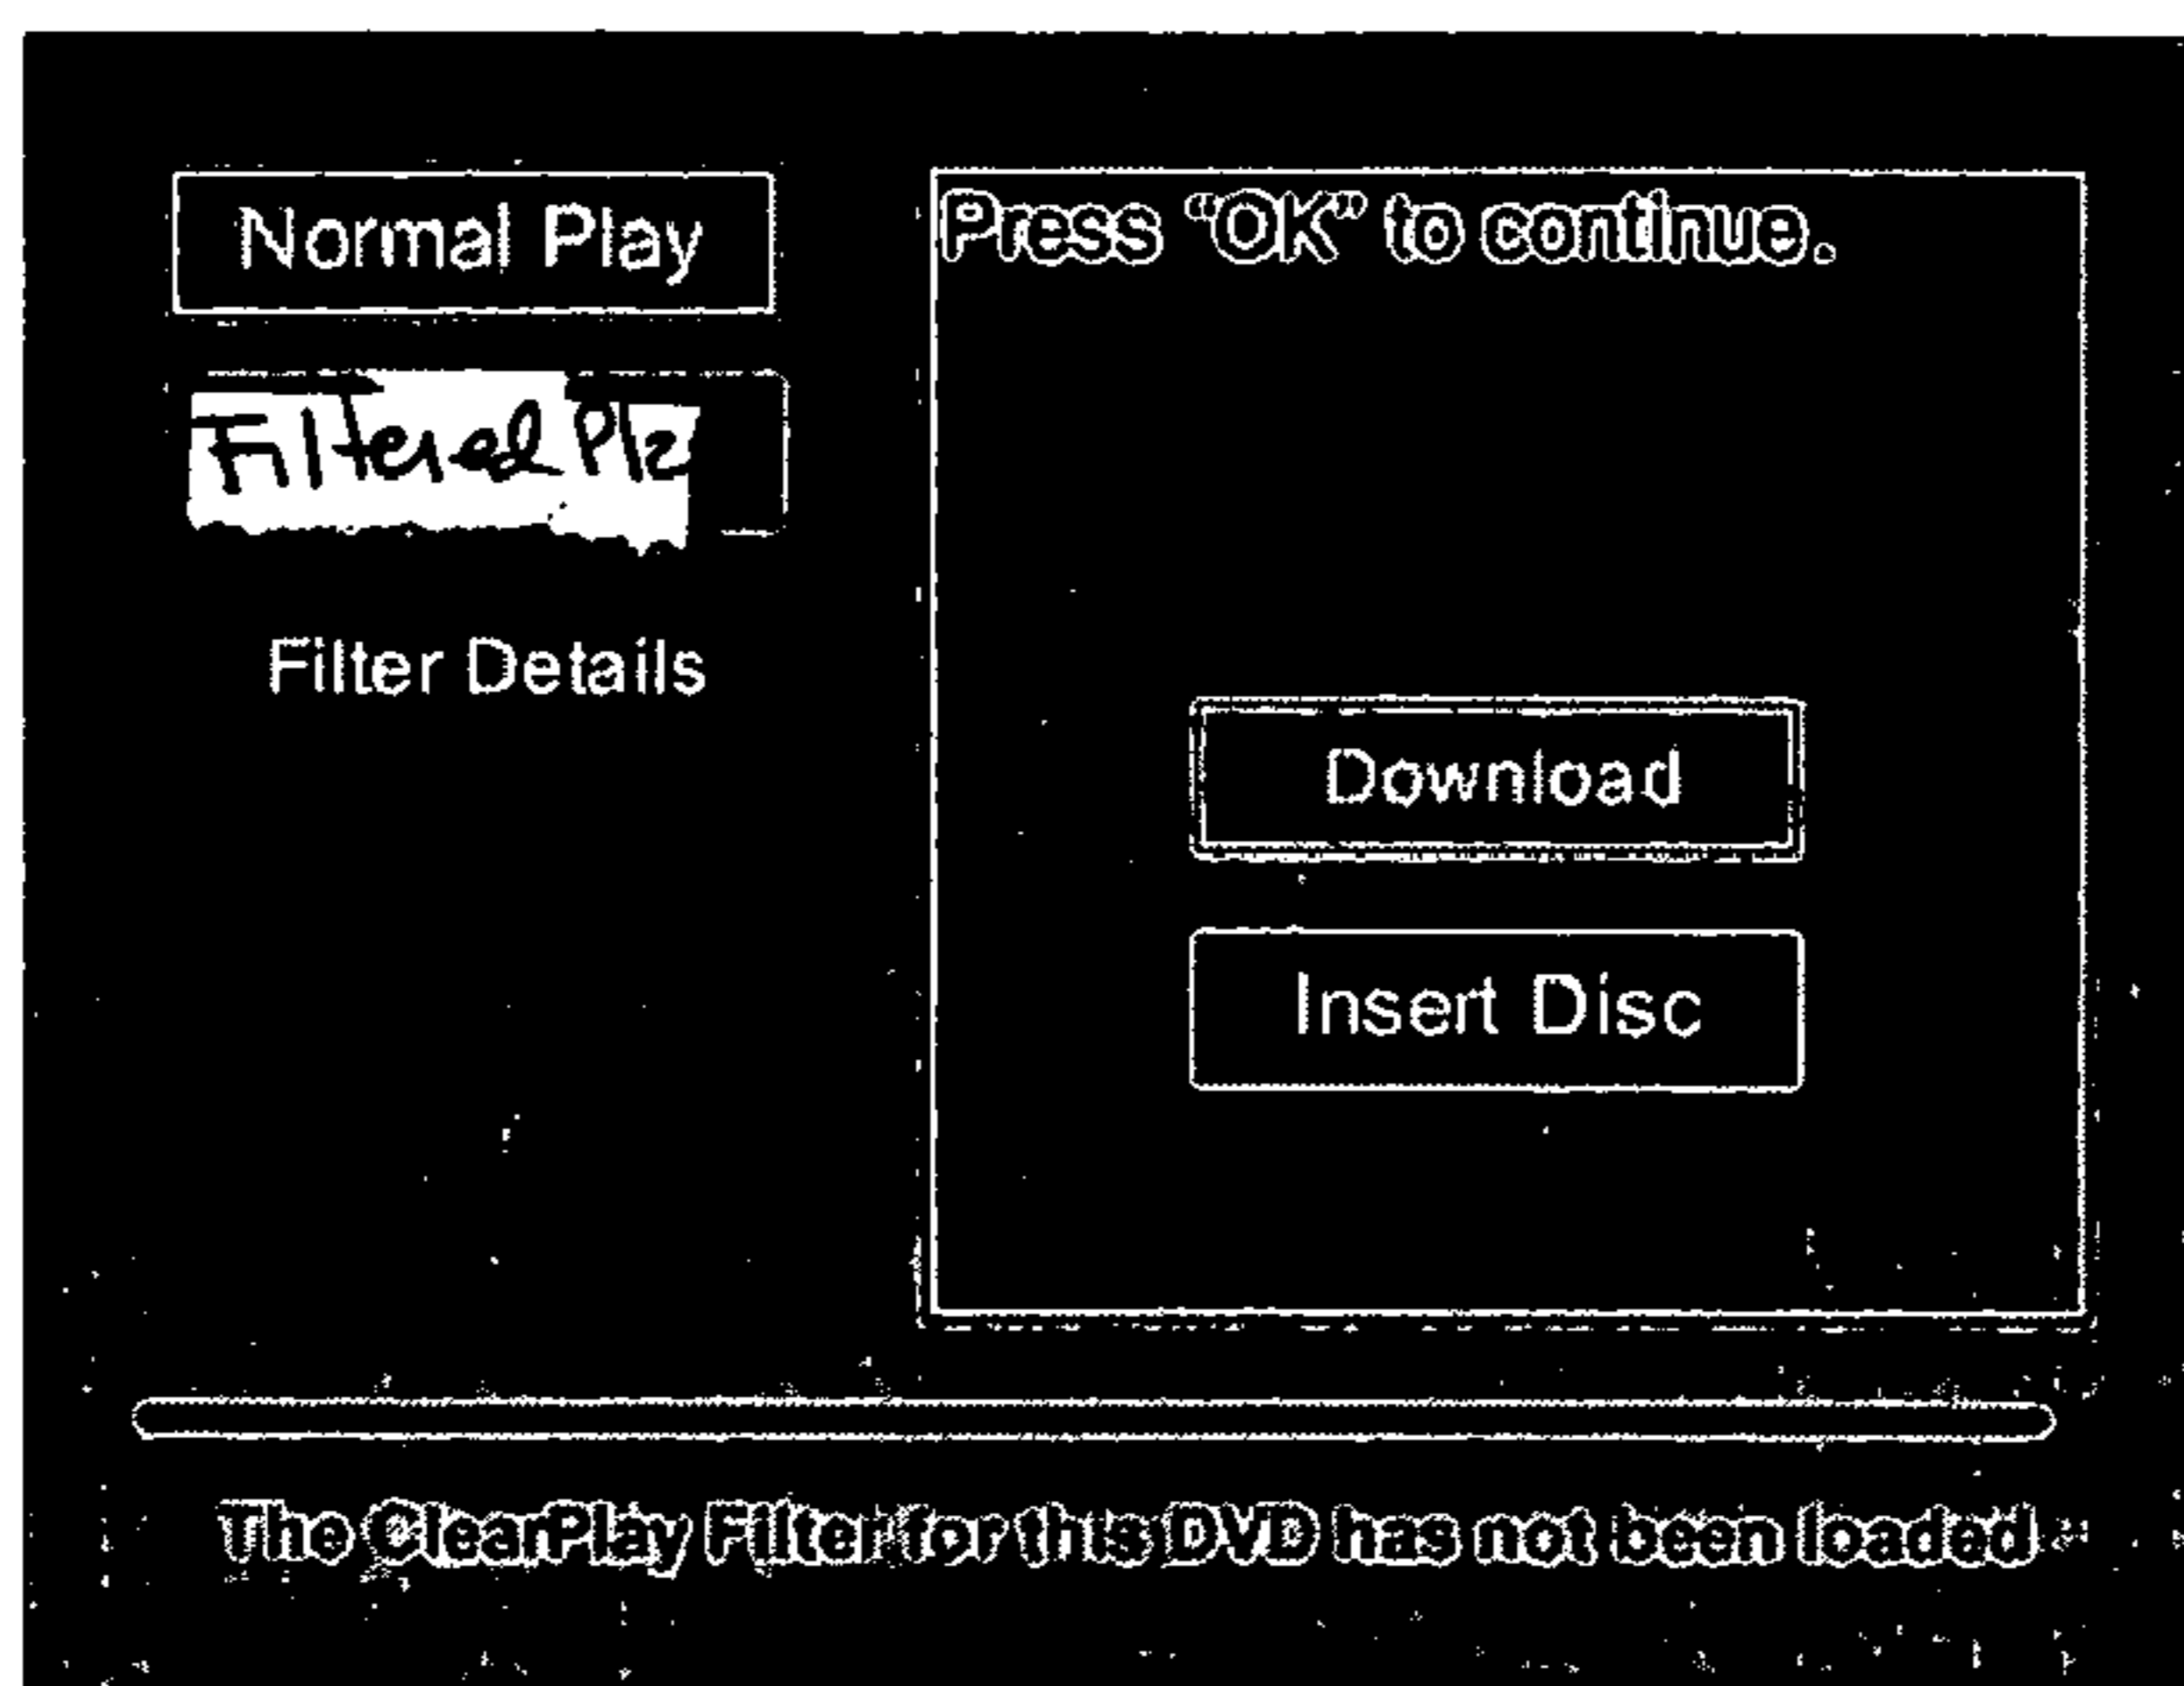 Normal Play
Filtered Pla
Filter Details
Press “OK” to continue.
Download
Insert Disc
The ClearPlay Filter for this DVD has not been loaded